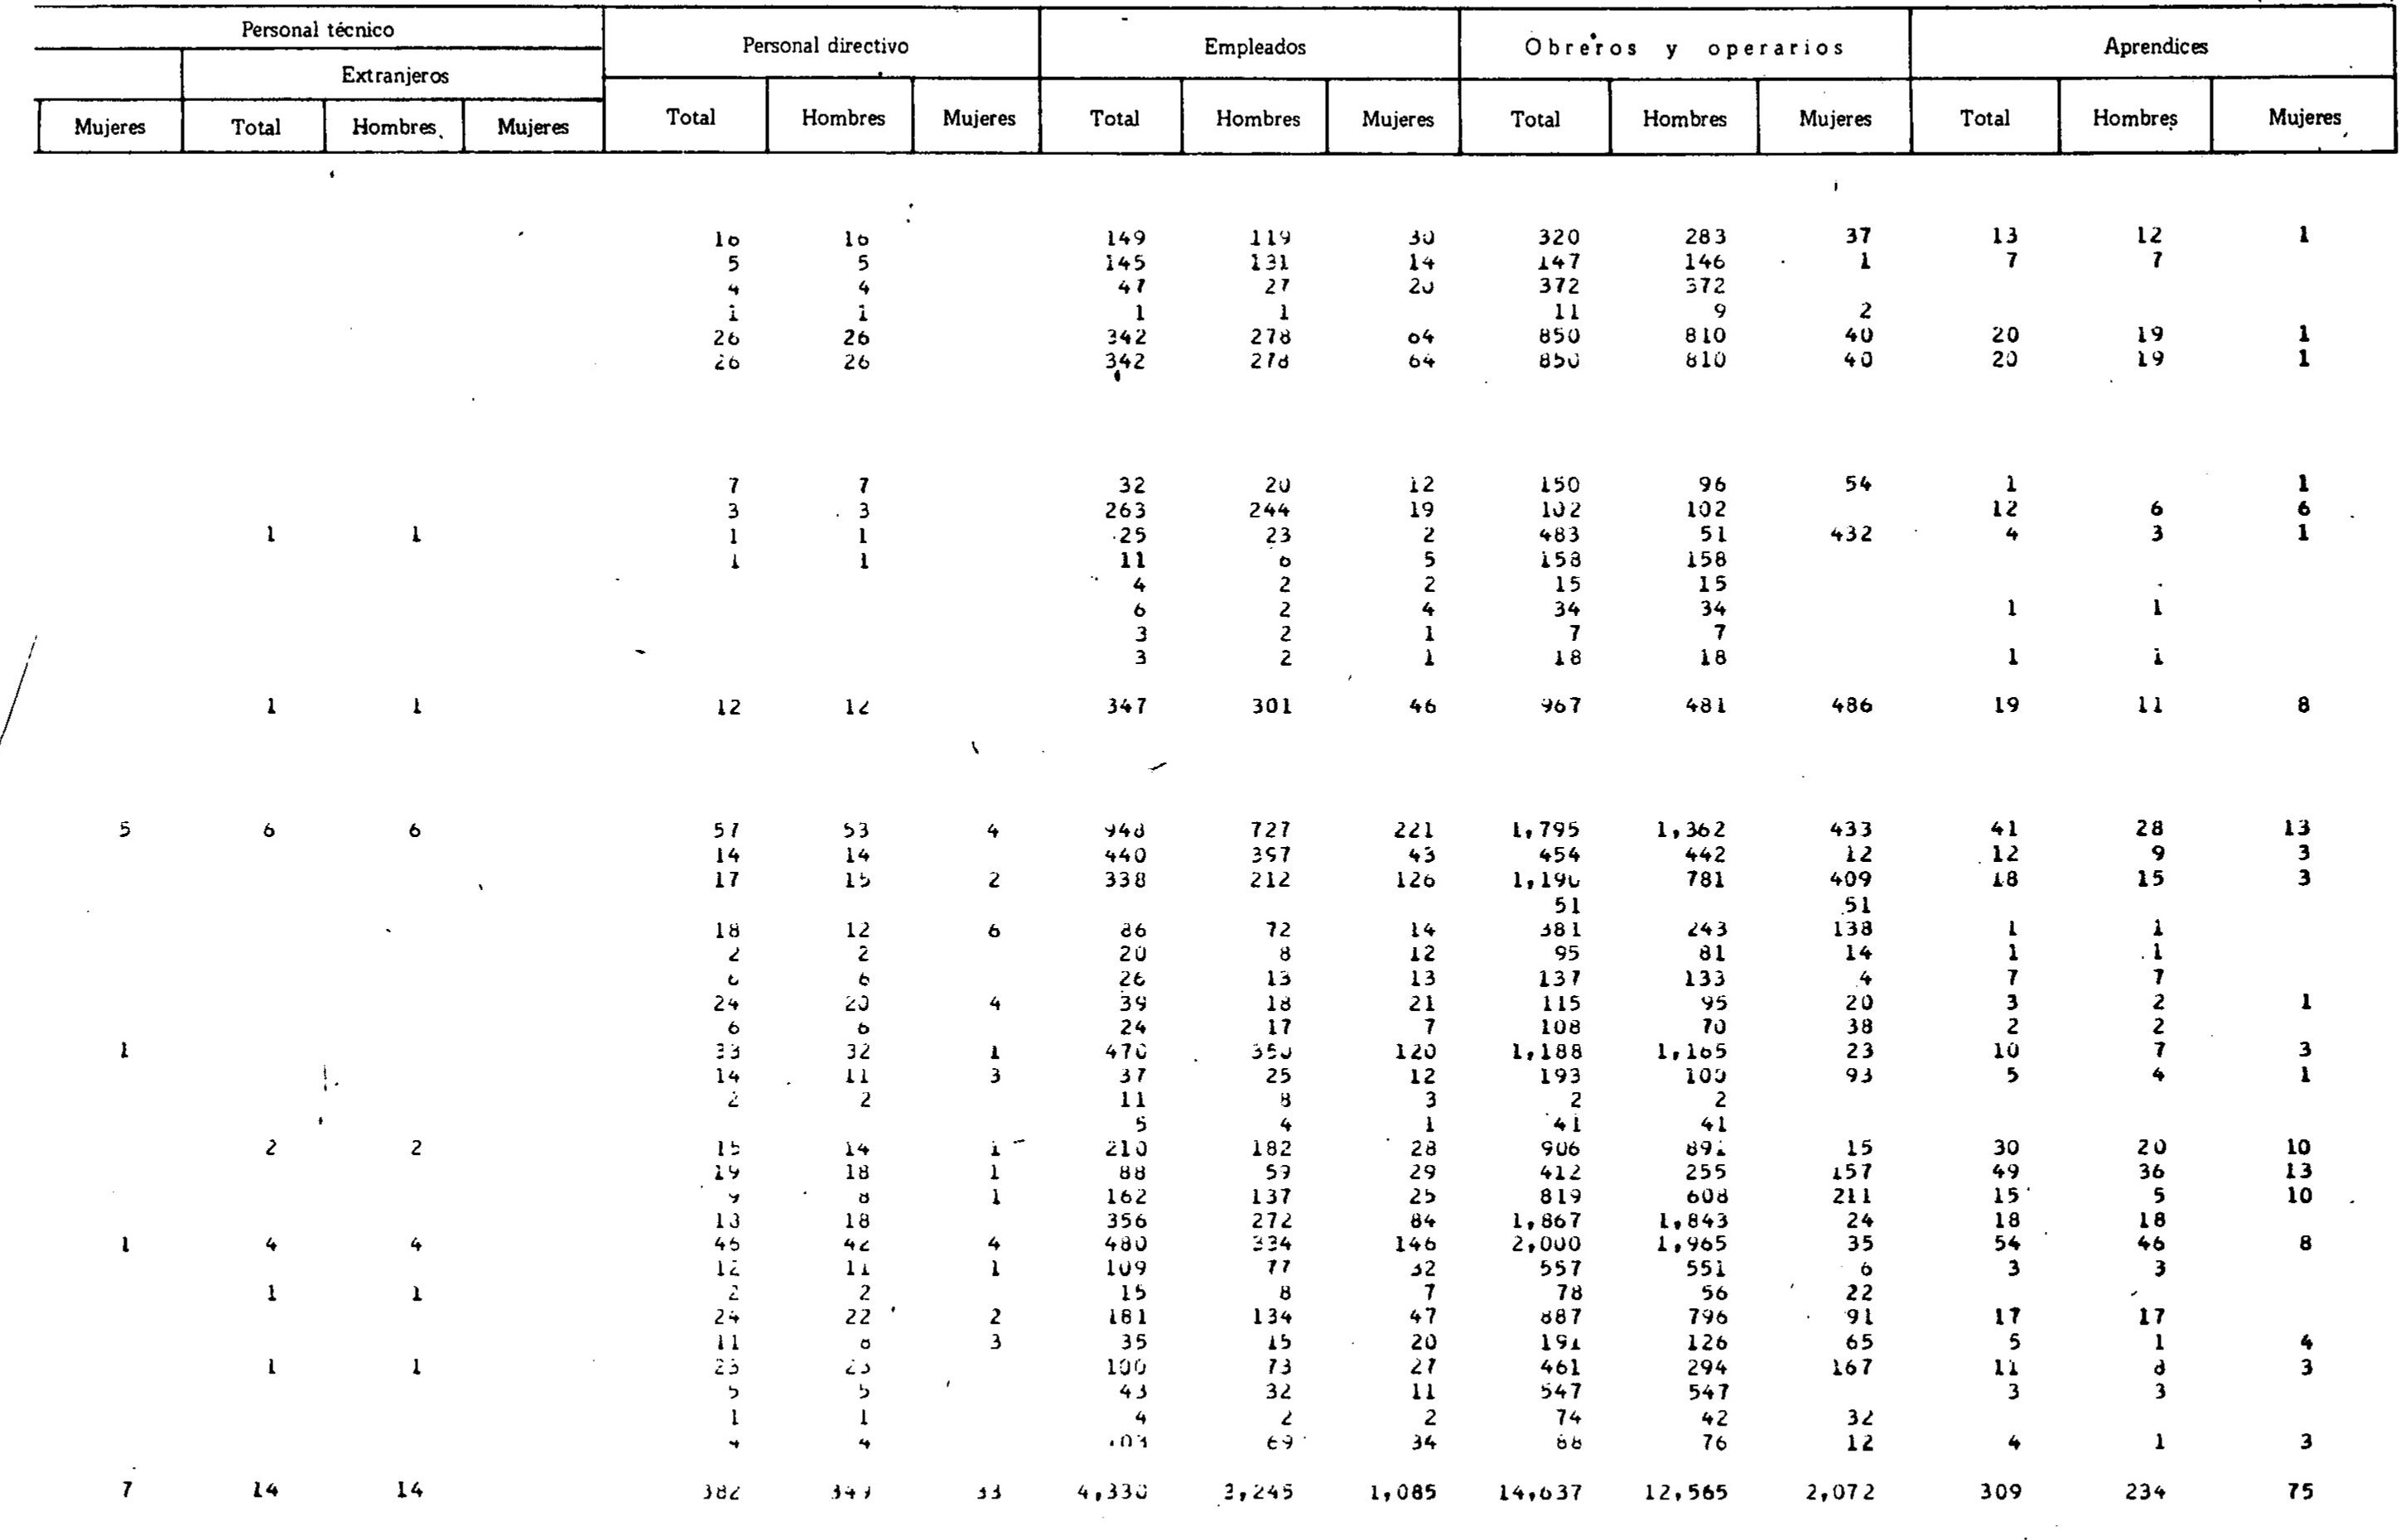 Personal técnico Personal directivo Empleados Obreros y operarios Aprendices
Extranjeros
Mujeres Total Hombres Mujeres Total Hombres Mujeres Total Hombres Mujeres Total Hombres Mujeres Total Hombres Mujeres
16 16 149 119 30 320 283 37 13 12 1
5 5 145 131 14 147 146 1 7 7
4 4 47 27 20 372 372
1 1 1 1 11 9 2
26 26 342 278 64 850 810 40 20 19 1
26 26 342 278 64 850 810 40 20 19 1
7 7 32 20 12 150 96 54 1 1
3 3 263 244 19 102 102 12 6 6
1 1 1 1 25 23 2 483 51 432 4 3 1
1 1 11 6 5 158 158
4 2 2 15 15
6 2 4 34 34 1 1
3 2 1 7 7
3 2 1 18 18 1 1
1 1 12 12 347 301 46 967 481 486 19 11 8
5 6 6 57 53 4 948 727 221 1,795 1,362 433 41 28 13
14 14 440 397 43 454 442 12 12 9 3
17 15 2 338 212 126 1,190 781 409 18 15 3
51 51
18 12 6 86 72 14 381 243 138 1 1
2 2 20 8 12 95 81 14 1 1
6 6 26 13 13 137 133 4 7 7
24 20 4 39 18 21 115 95 20 3 2 1
6 6 24 17 7 108 70 38 2 2
1 33 32 1 470 350 120 1,188 1,165 23 10 7 3
14 11 3 37 25 12 193 100 93 5 4 1
2 2 11 8 3 2 2
5 4 1 41 41
2 2 15 14 1 210 182 28 906 891 15 30 20 10
19 18 1 88 59 29 412 255 157 49 36 13
9 8 1 162 137 25 819 608 211 15 5 10
18 18 356 272 84 1,867 1,843 24 18 18
1 4 4 46 42 4 480 334 146 2,000 1,965 35 54 46 8
12 11 1 109 77 32 557 551 6 3 3
1 1 2 2 15 8 7 78 56 22
24 22 2 181 134 47 887 796 91 17 17
11 8 3 35 15 20 191 126 65 5 1 4
1 1 23 23 100 73 27 461 294 167 11 8 3
5 5 43 32 11 547 547 3 3
1 1 4 2 2 74 42 32
4 4 103 69 34 88 76 12 4 1 3
7 14 14 382 349 33 4,330 3,245 1,085 14,637 12,565 2,072 309 234 75